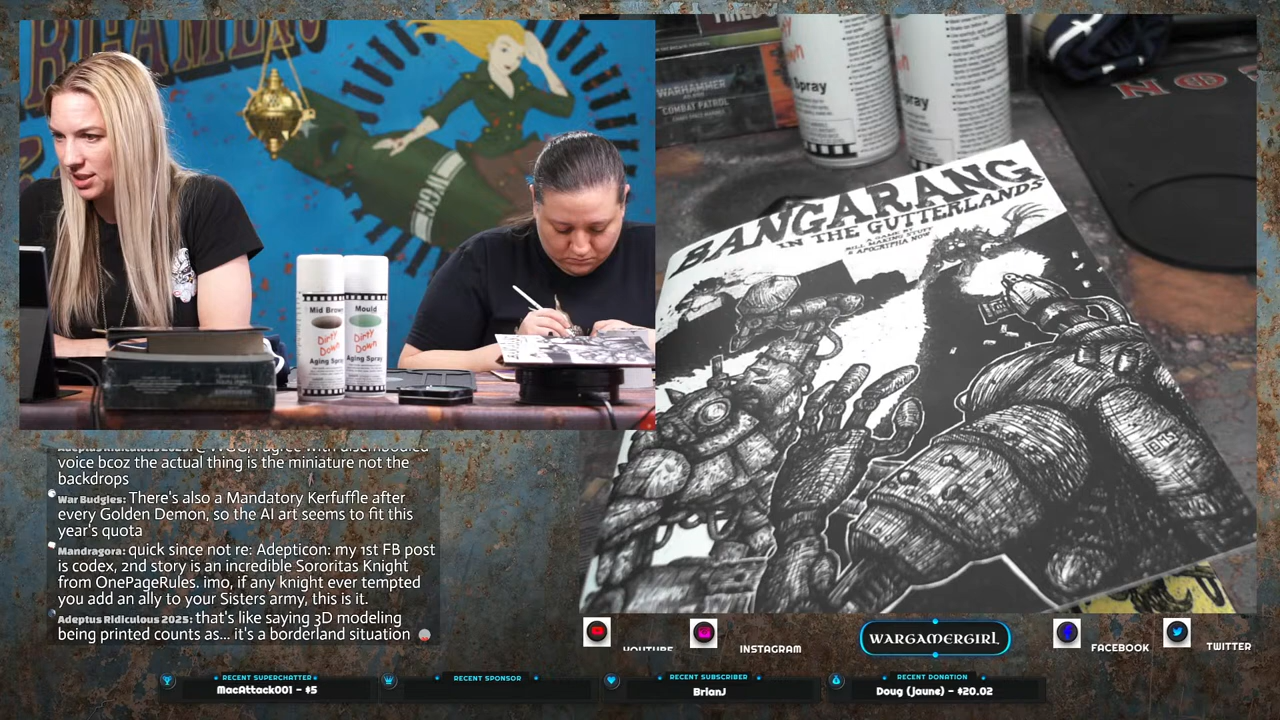 WGG
Mid Brown
Dirty
Down
Aging Spray
Mould
Dirty
Down
Aging Spray
WARHAMMER
COMBAT PATROL
Spray
Spray
BANGARANG
IN THE GUTTERLANDS
voice bcoz the actual thing is the miniature not the
backdrops
War Budgles: There's also a Mandatory Kerfuffle after
every Golden Demon, so the AI art seems to fit this
year's quota
Mandragora: quick since not re: Adepticon: my 1st FB post
is codex, 2nd story is an incredible Sororitas Knight
from OnePageRules. imo, if any knight ever tempted
you add an ally to your Sisters army, this is it.
Adeptus Ridiculous 2025: that's like saying 3D modeling
being printed counts as... it's a borderland situation
YOUTUBE
INSTAGRAM
WARGAMERGIRL
FACEBOOK
TWITTER
RECENT SUPERCHATTER
MacAttack001 - $5
RECENT SPONSOR
RECENT SUBSCRIBER
BrianJ
RECENT DONATION
Doug (Jaune) - $20.02